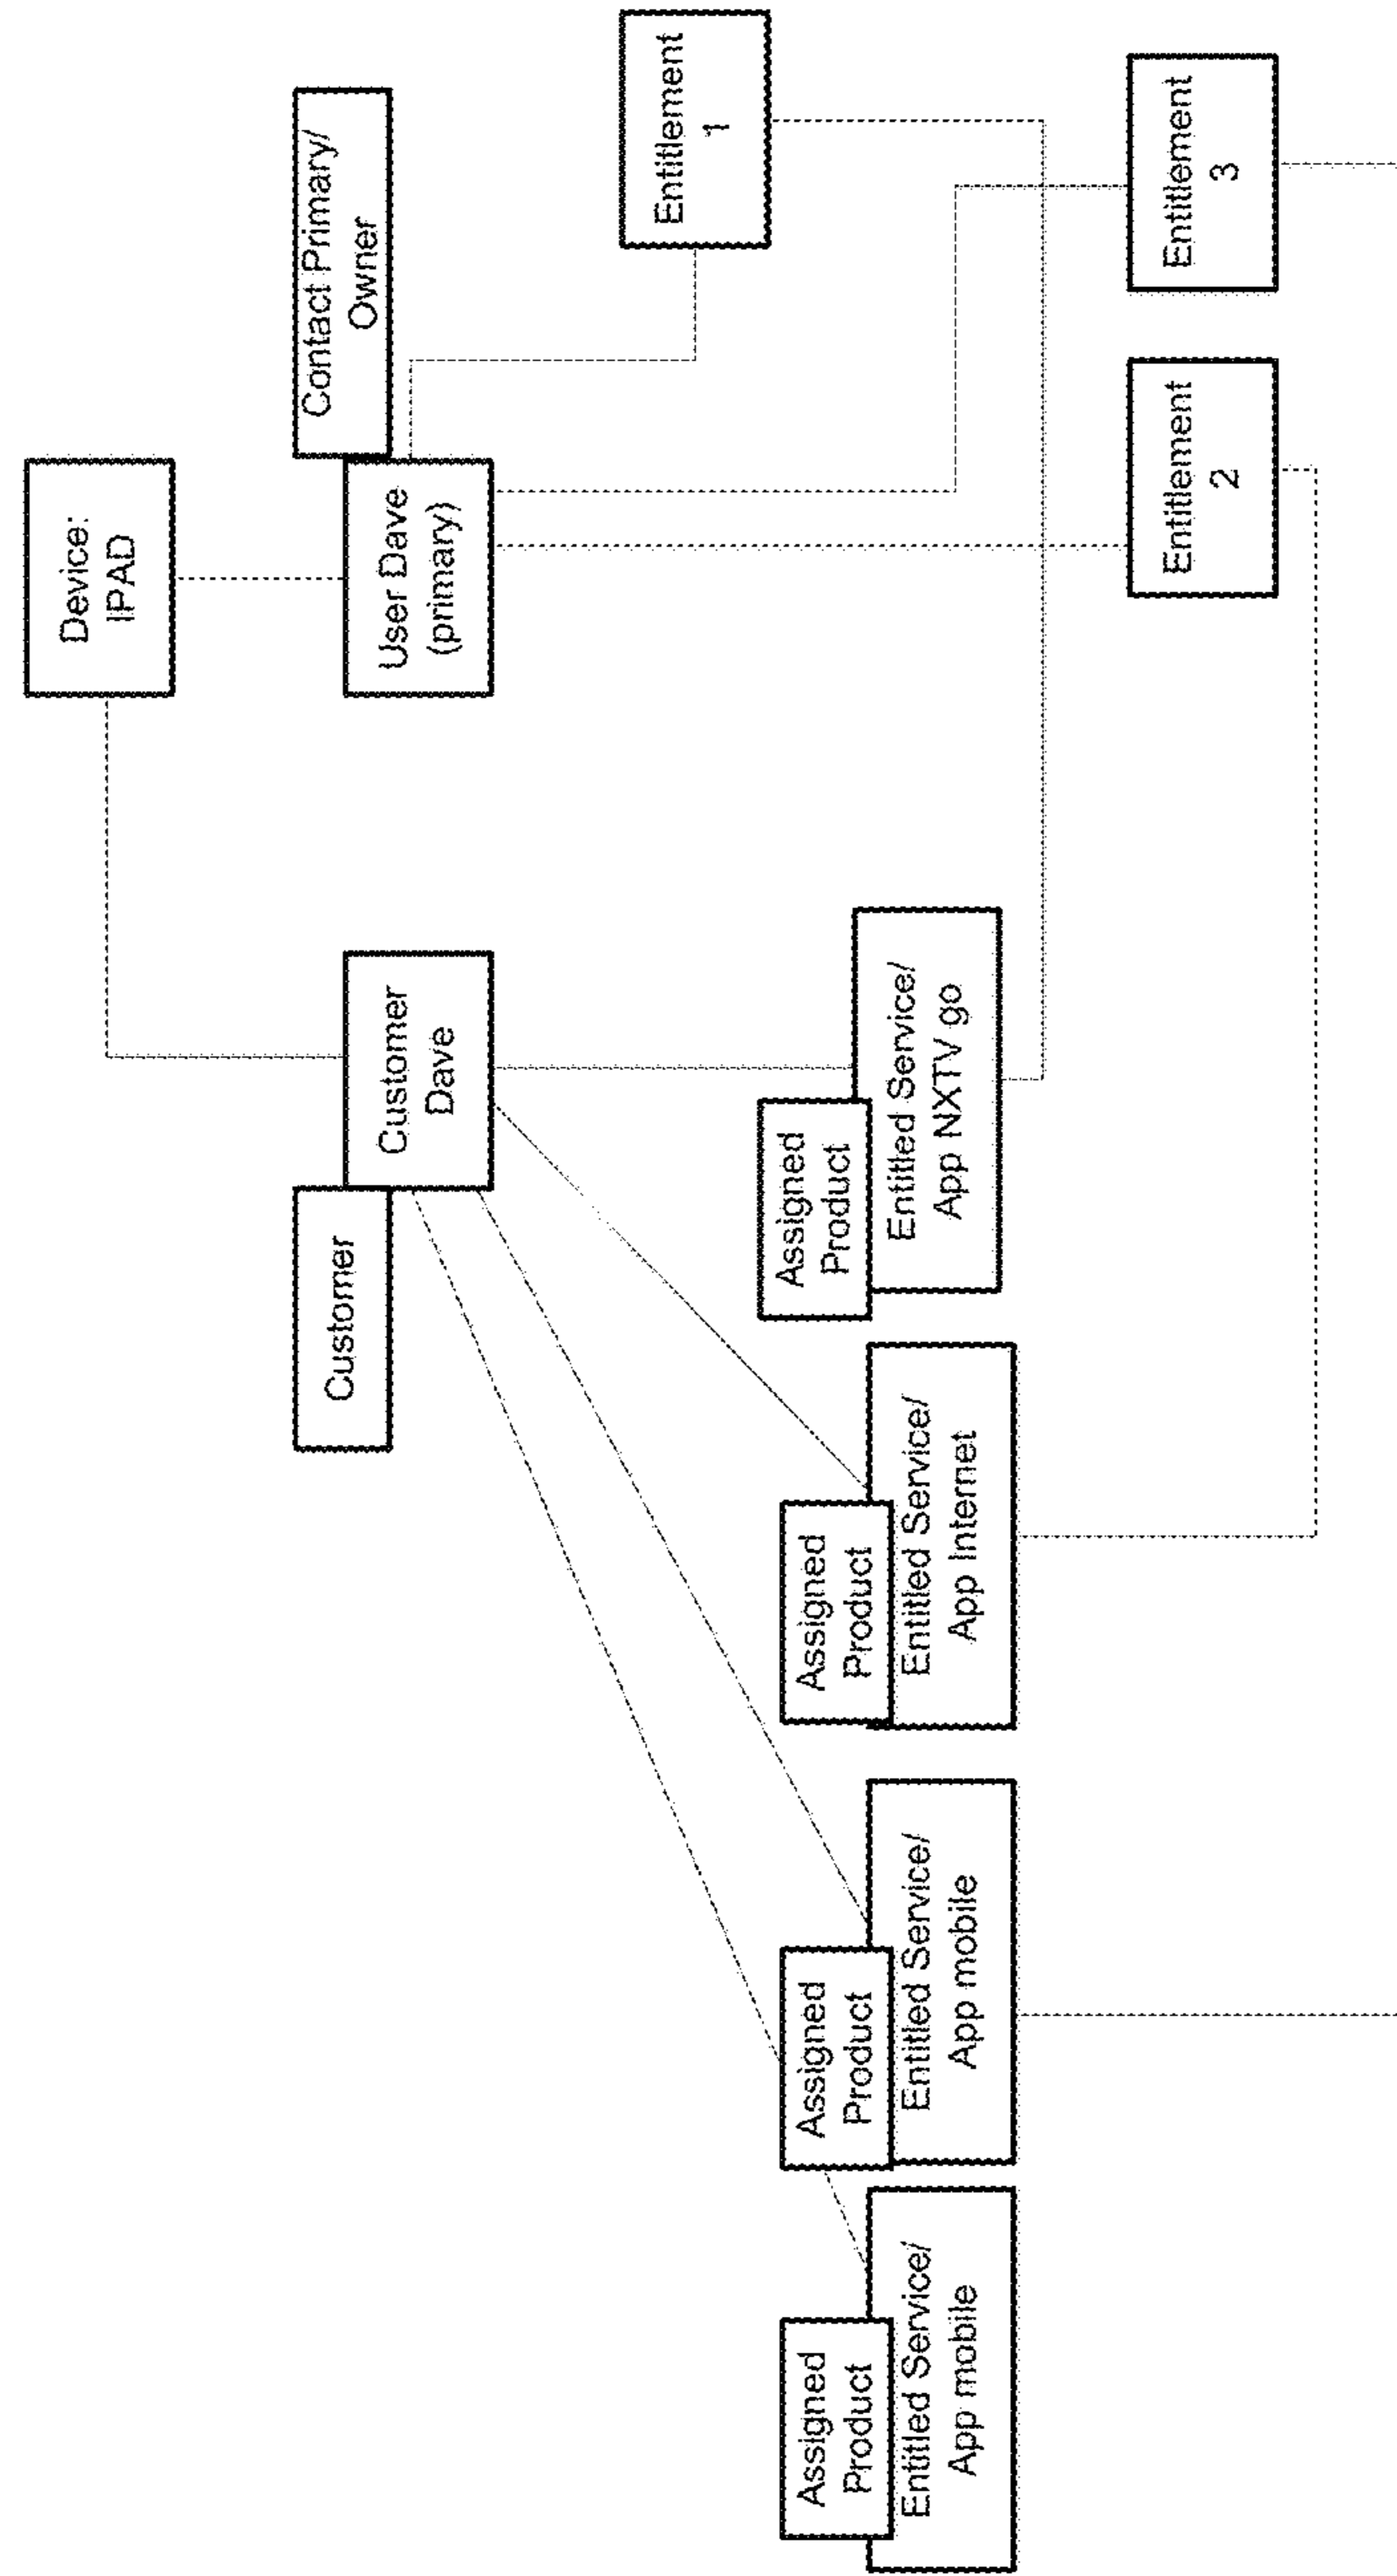 Device:
IPAD
Customer
Customer
Dave
User Dave
(primary)
Contact Primary/
Owner
Entitlement
1
Assigned
Product
Entitled Service/
App mobile
Assigned
Product
Entitled Service/
App mobile
Assigned
Product
Entitled Service/
App Internet
Assigned
Product
Entitled Service/
App NXTV go
Entitlement
2
Entitlement
3